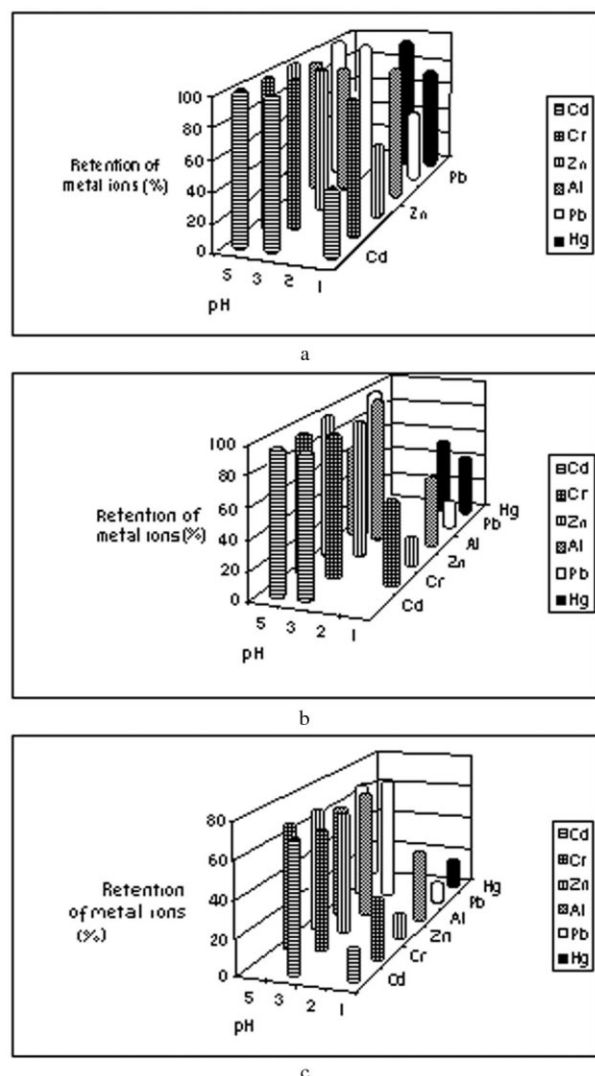 100
80
60
40
20
0
Retention of
metal ions (%)
5
3
2
1
pH
Cd
Zn
Pb
Cd
Cr
Zn
Al
Pb
Hg
a
100
80
60
40
20
0
Retention of
metal ions (%)
5
3
2
1
pH
Cd
Cr
Zn
Al
Pb
Hg
Cd
Cr
Zn
Al
Pb
Hg
b
80
60
40
20
0
Retention
of metal ions
(%)
5
3
2
1
pH
Cd
Cr
Zn
Al
Pb
Hg
Cd
Cr
Zn
Al
Pb
Hg
c